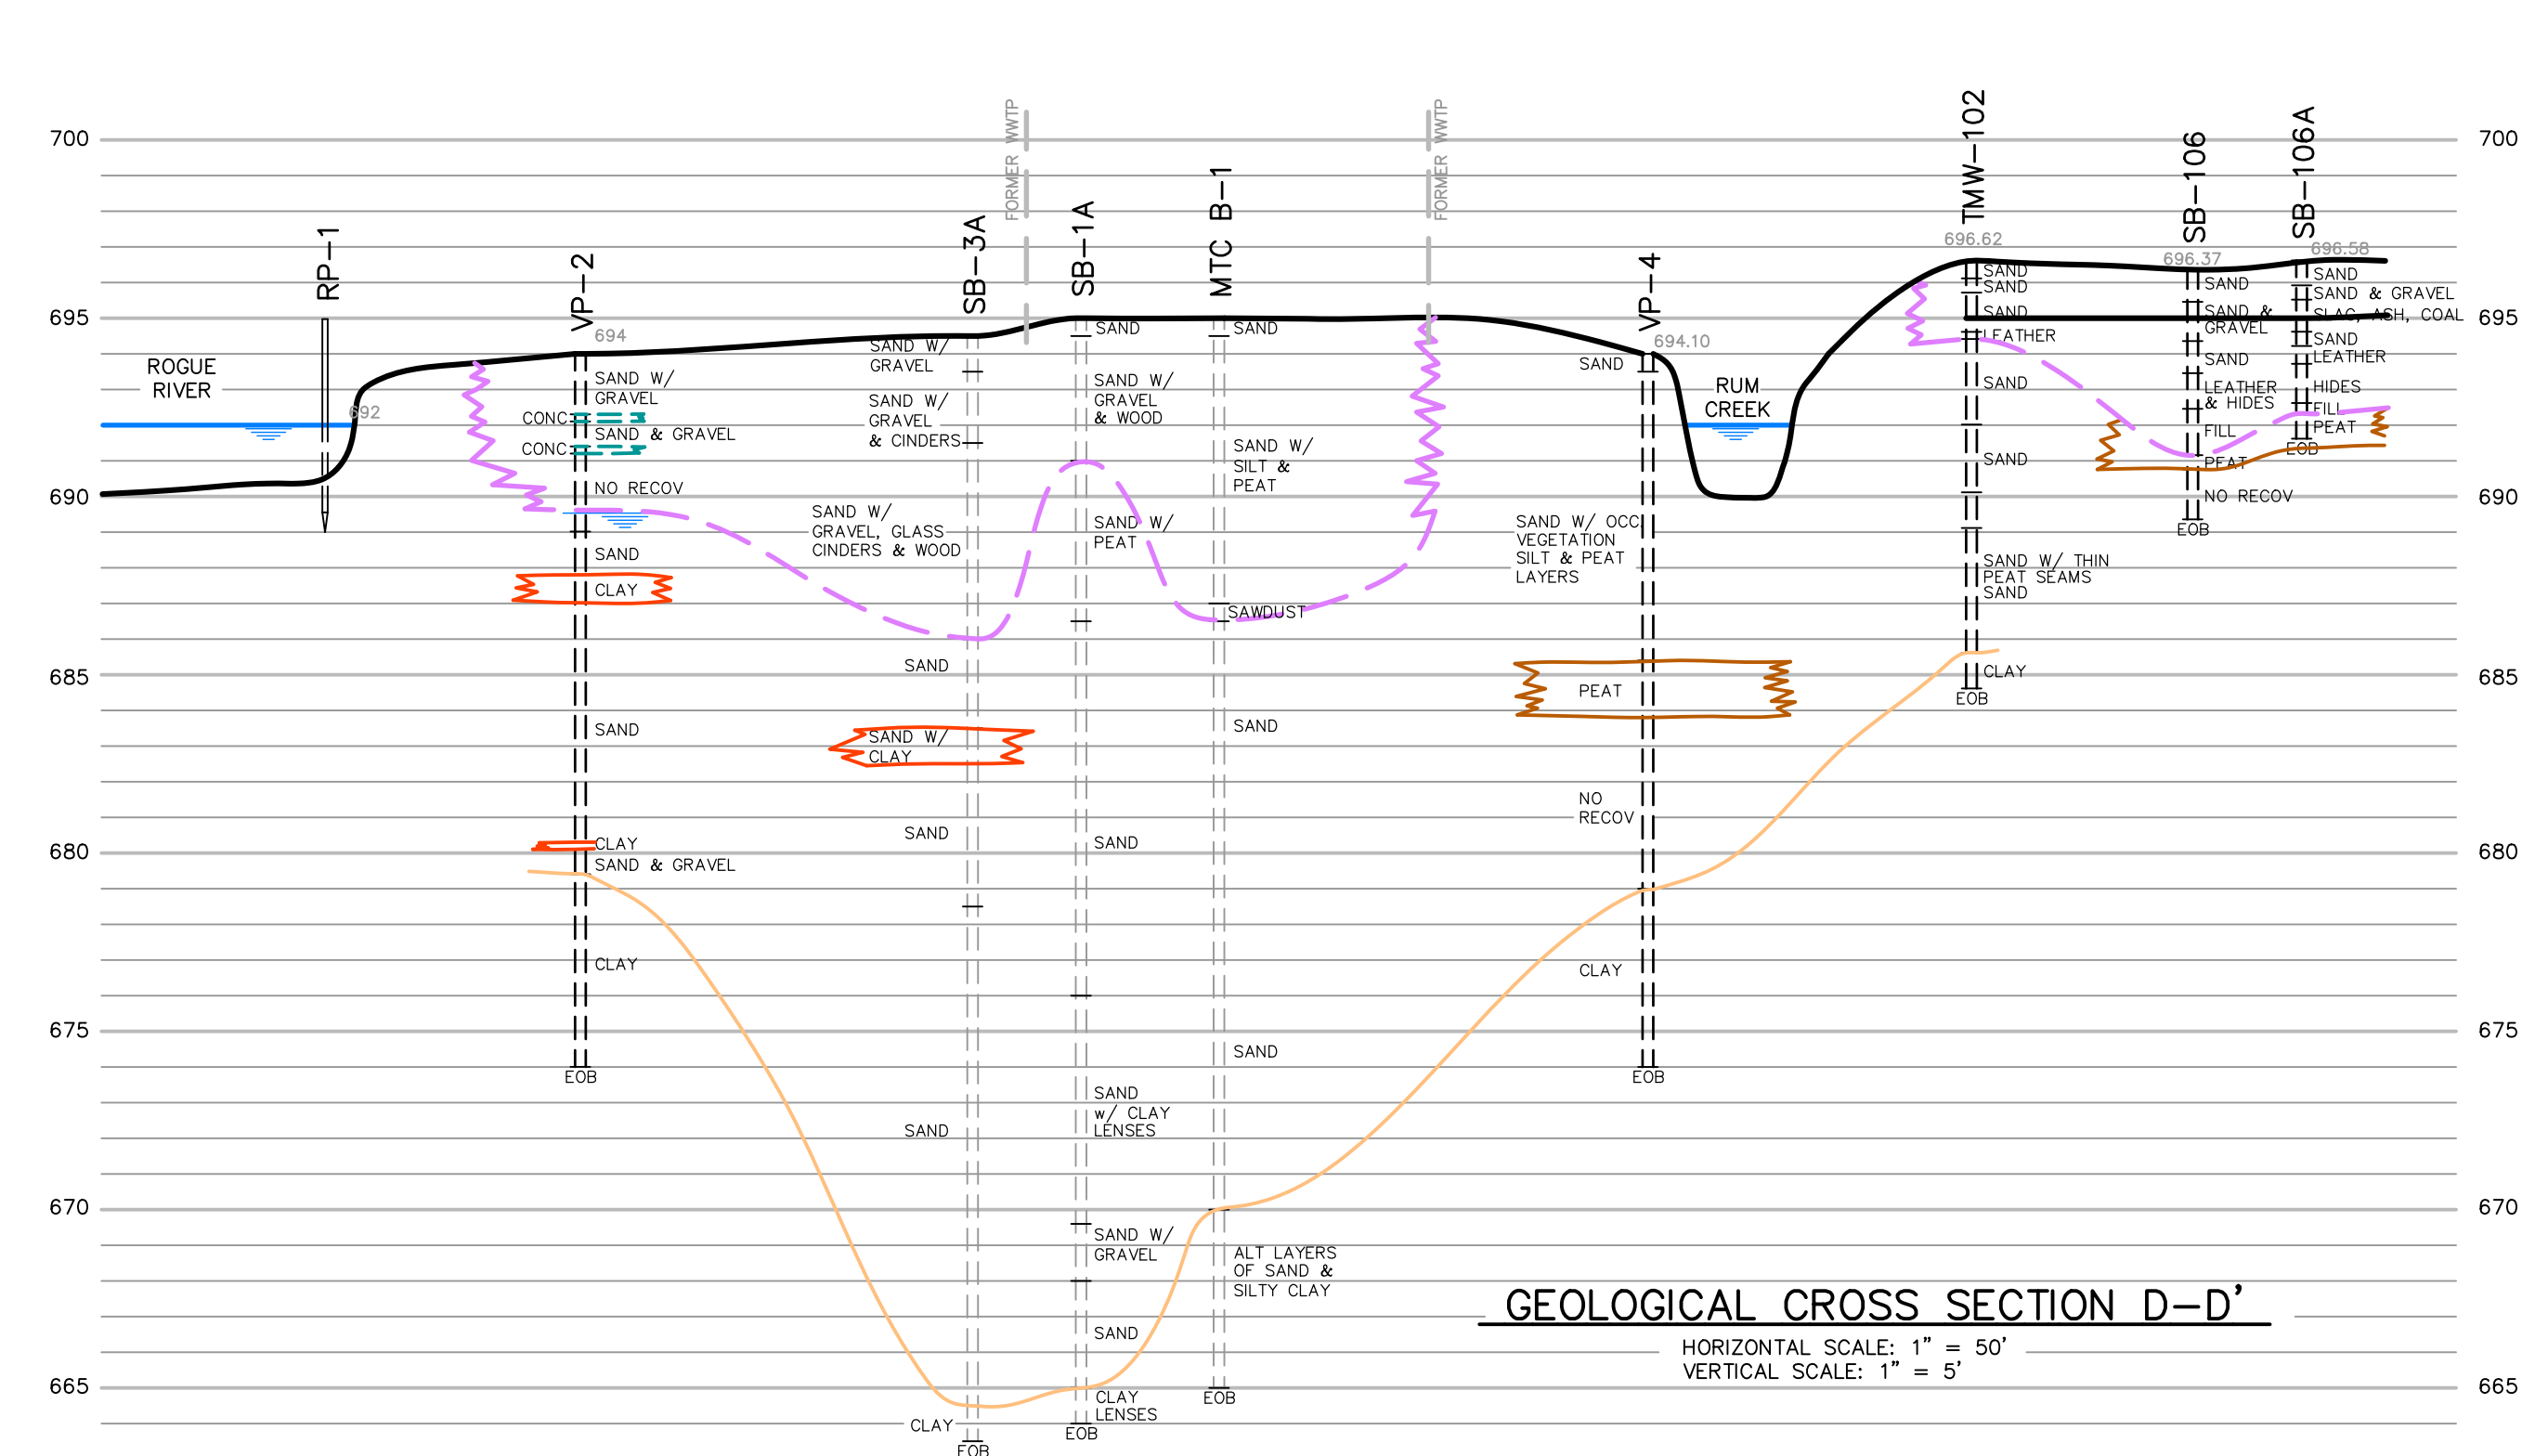 FORMER WWTP
FORMER WWTP
FORMER WWTP
FORMER WWTP
700
700
695
695
690
690
685
685
680
680
675
675
670
670
665
665
ROGUE
RIVER
692
RP-1
VP-2
694
SAND W/
GRAVEL
CONC
SAND & GRAVEL
CONC
NO RECOV
SAND
CLAY
SAND
CLAY
SAND & GRAVEL
CLAY
EOB
SB-3A
SAND W/
GRAVEL
SAND W/
GRAVEL
& CINDERS
SAND W/
GRAVEL, GLASS
CINDERS & WOOD
SAND
SAND W/
CLAY
SAND
SAND
CLAY
EOB
SB-1A
SAND
SAND W/
GRAVEL
& WOOD
SAND W/
PEAT
SAND
SAND
w/ CLAY
LENSES
SAND W/
GRAVEL
SAND
CLAY
LENSES
EOB
MTC B-1
SAND
SAND W/
SILT &
PEAT
SAWDUST
SAND
SAND
ALT LAYERS
OF SAND &
SILTY CLAY
EOB
VP-4
694.10
SAND
SAND W/ OCC.
VEGETATION
SILT & PEAT
LAYERS
PEAT
NO
RECOV
CLAY
EOB
RUM
CREEK
TMW-102
696.62
SAND
SAND
SAND
LEATHER
SAND
SAND
SAND W/ THIN
PEAT SEAMS
SAND
CLAY
EOB
SB-106
696.37
SAND
SAND &
GRAVEL
SAND
LEATHER
& HIDES
FILL
PEAT
NO RECOV
EOB
SB-106A
696.58
SAND
SAND & GRAVEL
SLAG, ASH, COAL
SAND
LEATHER
HIDES
FILL
PEAT
EOB
GEOLOGICAL CROSS SECTION D-D'
HORIZONTAL SCALE: 1" = 50'
VERTICAL SCALE: 1" = 5'